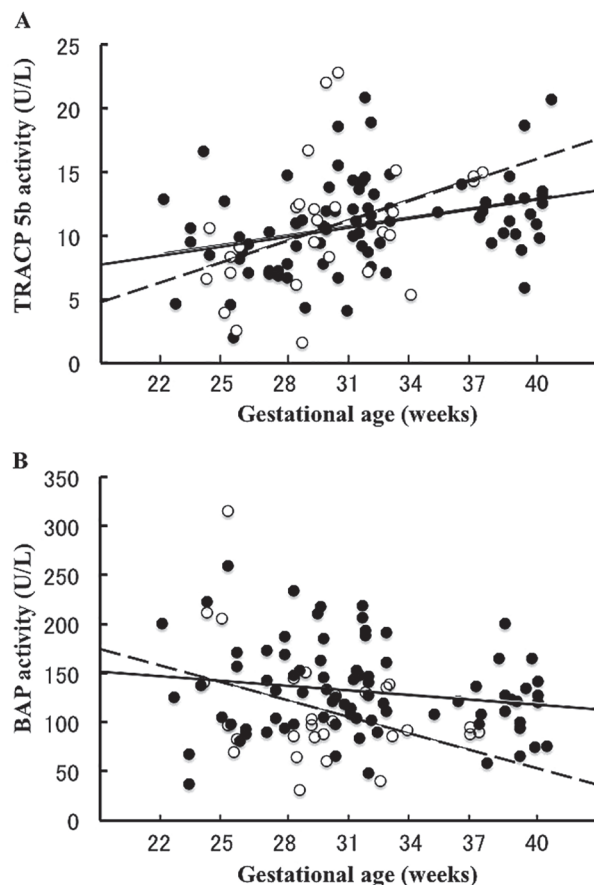 A
TRACP 5b activity (U/L)
25
20
15
10
5
0
22 25 28 31 34 37 40
Gestational age (weeks)
B
BAP activity (U/L)
350
300
250
200
150
100
50
0
22 25 28 31 34 37 40
Gestational age (weeks)